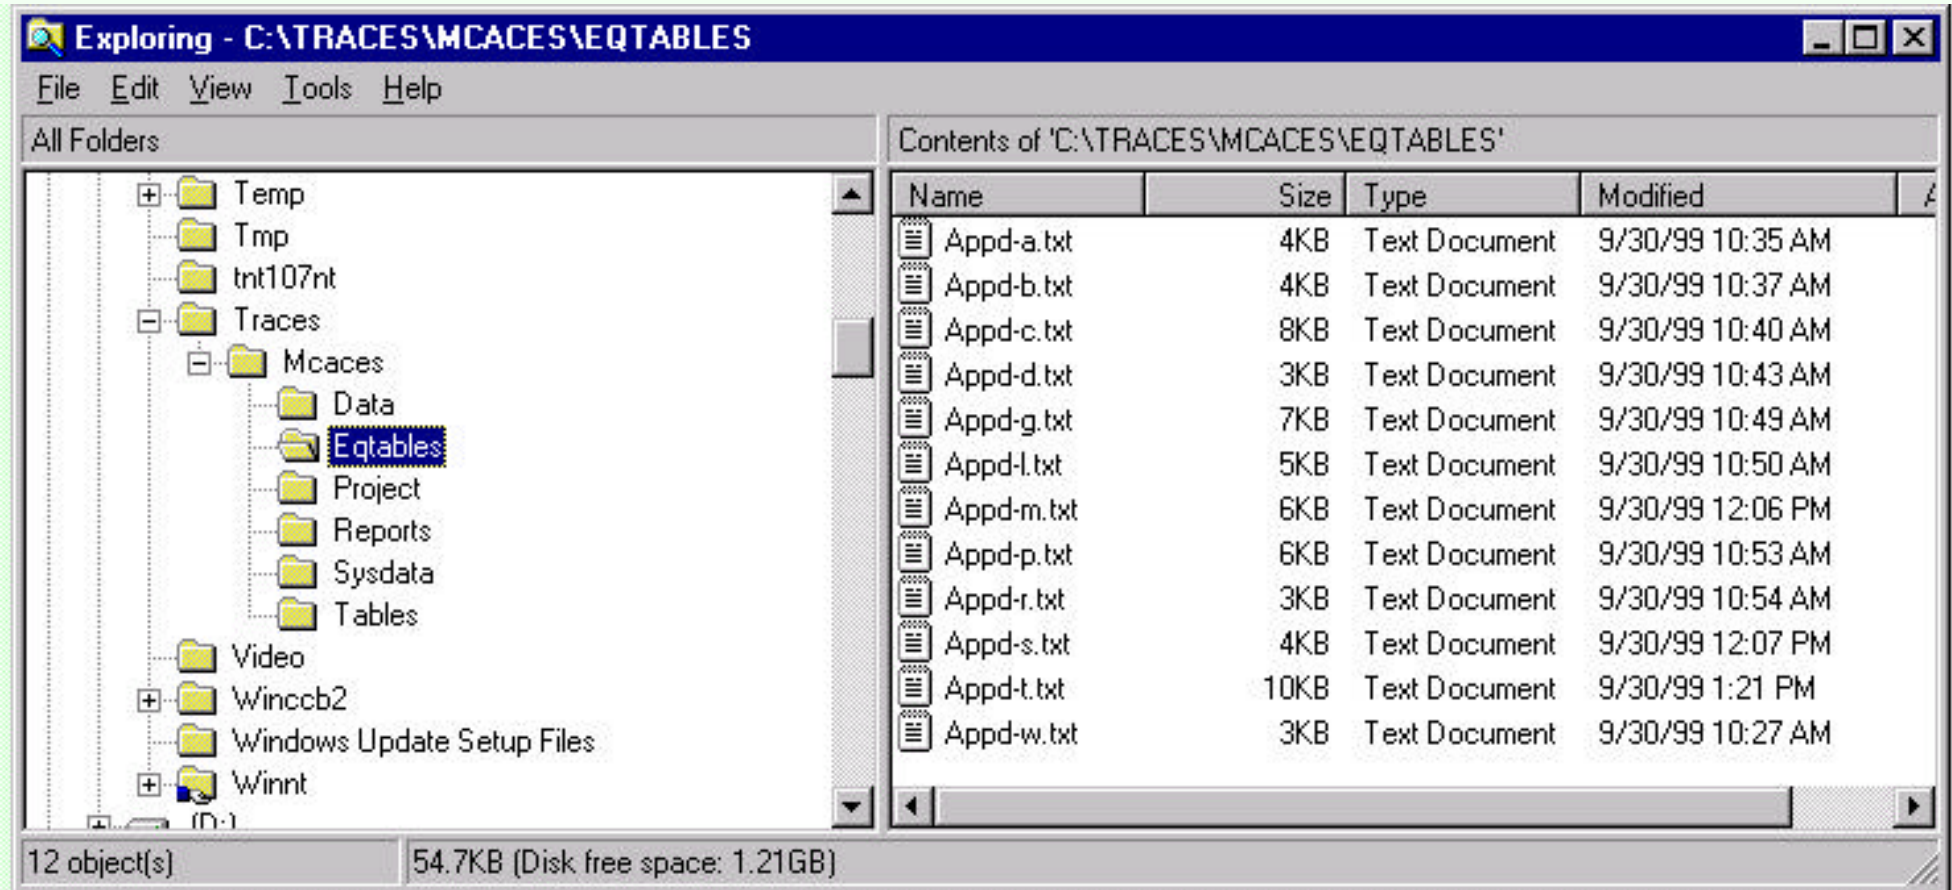 Exploring - C:\TRACES\MCACES\EQTABLES
File Edit View Tools Help
All Folders
Temp
Tmp
tnt107nt
Traces
Mcaces
Data
Eqtables
Project
Reports
Sysdata
Tables
Video
Winccb2
Windows Update Setup Files
Winnt
(D:)
Contents of 'C:\TRACES\MCACES\EQTABLES'
Name Size Type Modified A
Appd-a.txt 4KB Text Document 9/30/99 10:35 AM
Appd-b.txt 4KB Text Document 9/30/99 10:37 AM
Appd-c.txt 8KB Text Document 9/30/99 10:40 AM
Appd-d.txt 3KB Text Document 9/30/99 10:43 AM
Appd-g.txt 7KB Text Document 9/30/99 10:49 AM
Appd-l.txt 5KB Text Document 9/30/99 10:50 AM
Appd-m.txt 6KB Text Document 9/30/99 12:06 PM
Appd-p.txt 6KB Text Document 9/30/99 10:53 AM
Appd-r.txt 3KB Text Document 9/30/99 10:54 AM
Appd-s.txt 4KB Text Document 9/30/99 12:07 PM
Appd-t.txt 10KB Text Document 9/30/99 1:21 PM
Appd-w.txt 3KB Text Document 9/30/99 10:27 AM
12 object(s) 54.7KB (Disk free space: 1.21GB)